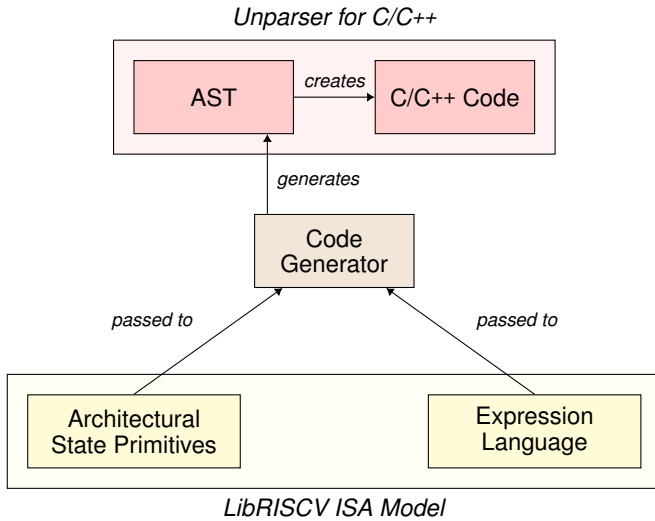 Unparser for C/C++
AST
creates
C/C++ Code
generates
Code
Generator
passed to
passed to
Architectural
State Primitives
Expression
Language
LibRISCV ISA Model